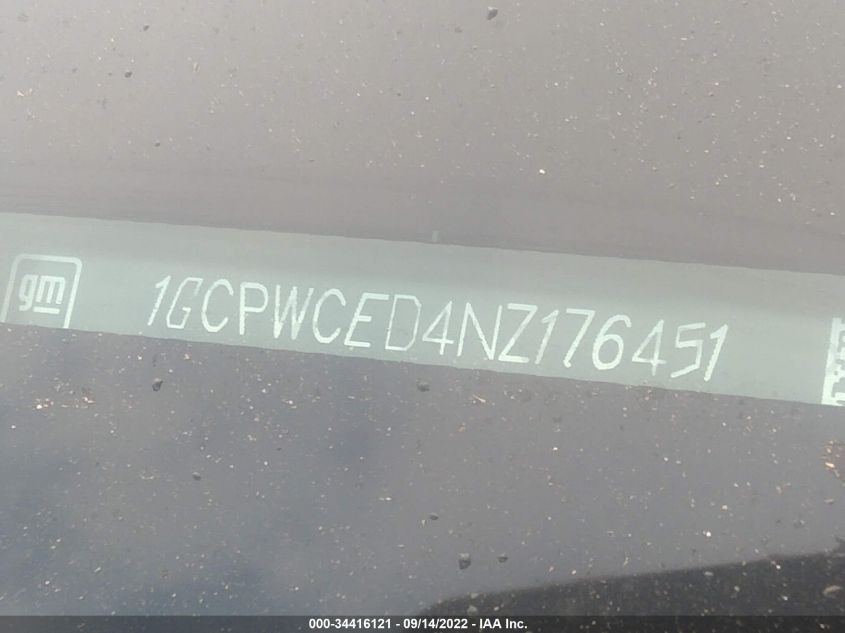 gm
1GCPWCED4NZ176451
000-34416121 - 09/14/2022 - IAA Inc.